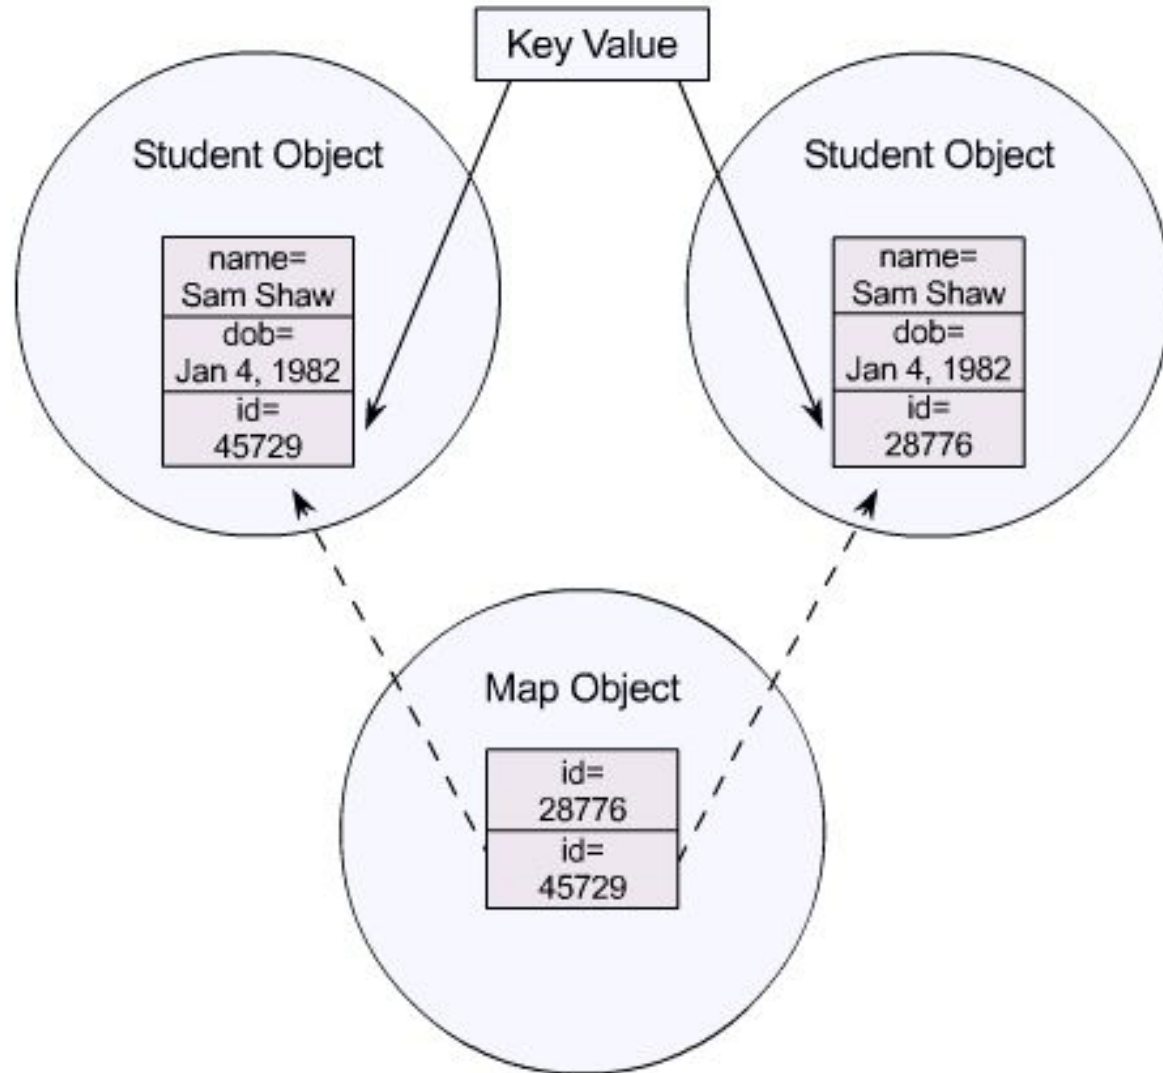 Key Value
Student Object
name=
Sam Shaw
dob=
Jan 4, 1982
id=
45729
Student Object
name=
Sam Shaw
dob=
Jan 4, 1982
id=
28776
Map Object
id=
28776
id=
45729